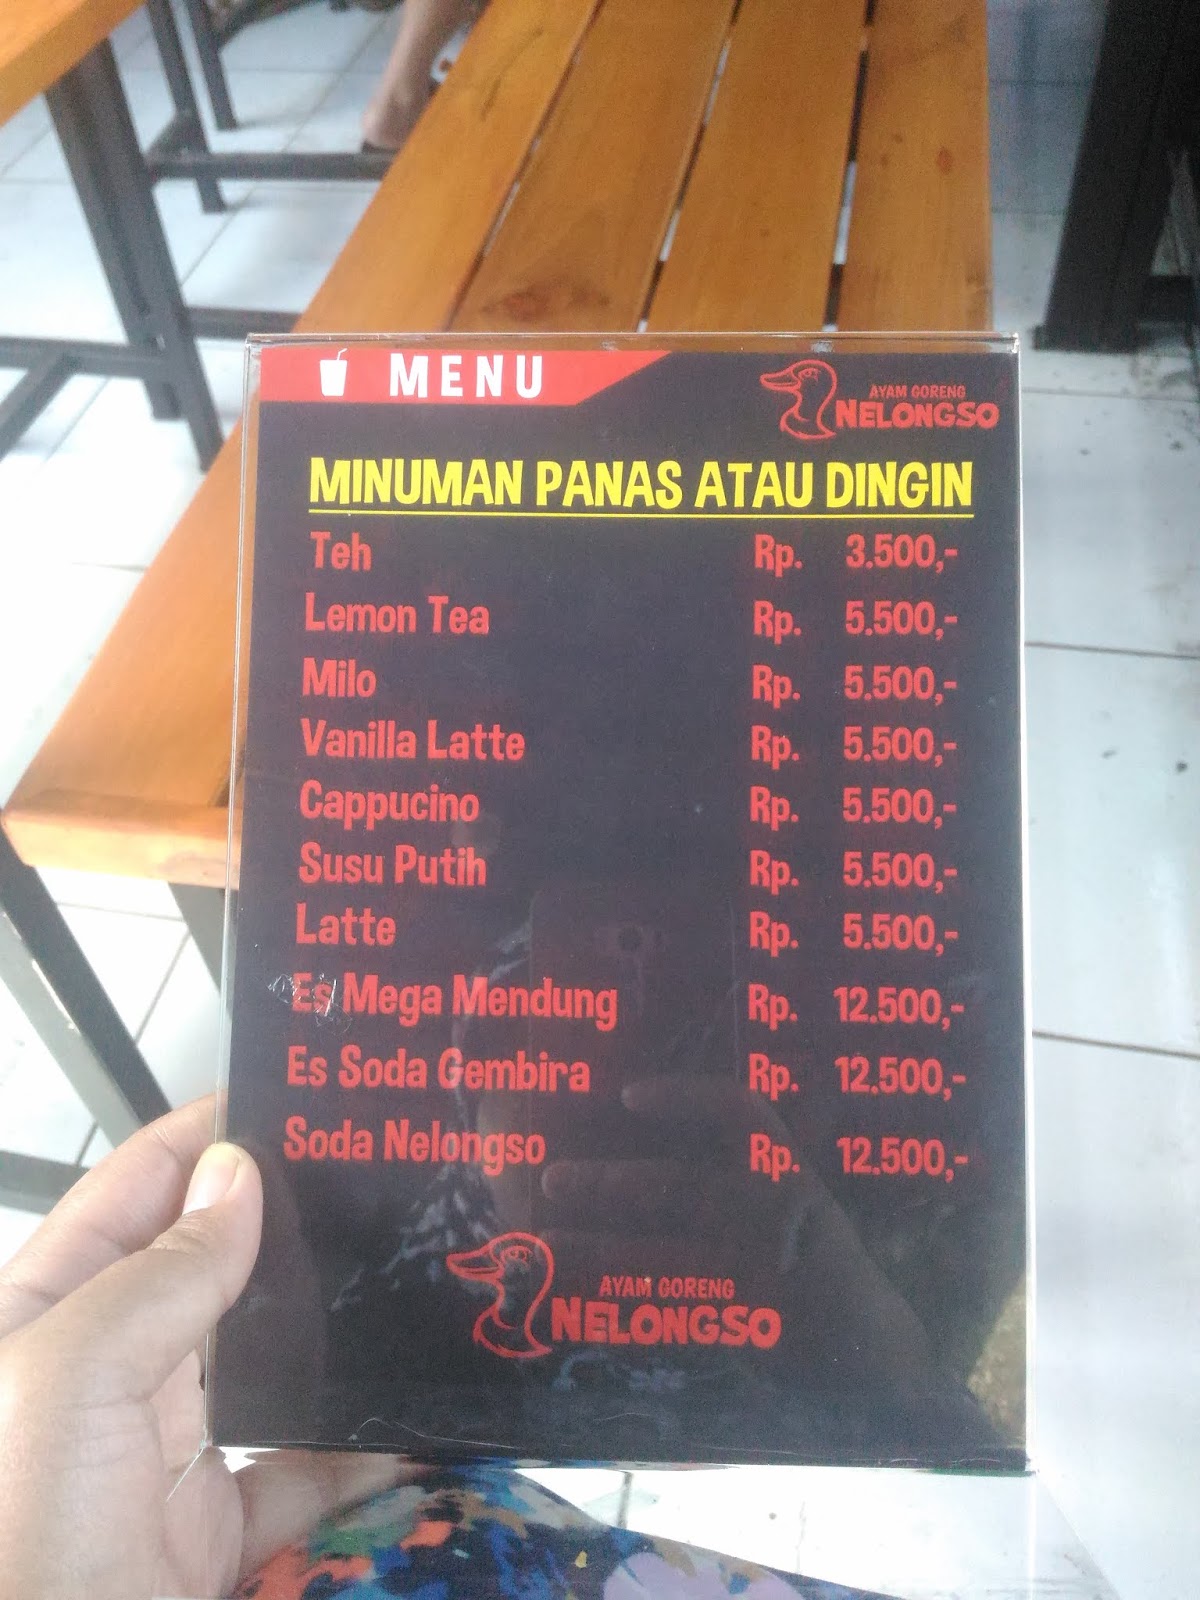 MENU
AYAM GORENG
NELONGSO
MINUMAN PANAS ATAU DINGIN
Teh Rp. 3.500,-
Lemon Tea Rp. 5.500,-
Milo Rp. 5.500,-
Vanilla Latte Rp. 5.500,-
Cappucino Rp. 5.500,-
Susu Putih Rp. 5.500,-
Latte Rp. 5.500,-
Es Mega Mendung Rp. 12.500,-
Es Soda Gembira Rp. 12.500,-
Soda Nelongso Rp. 12.500,-
AYAM GORENG
NELONGSO